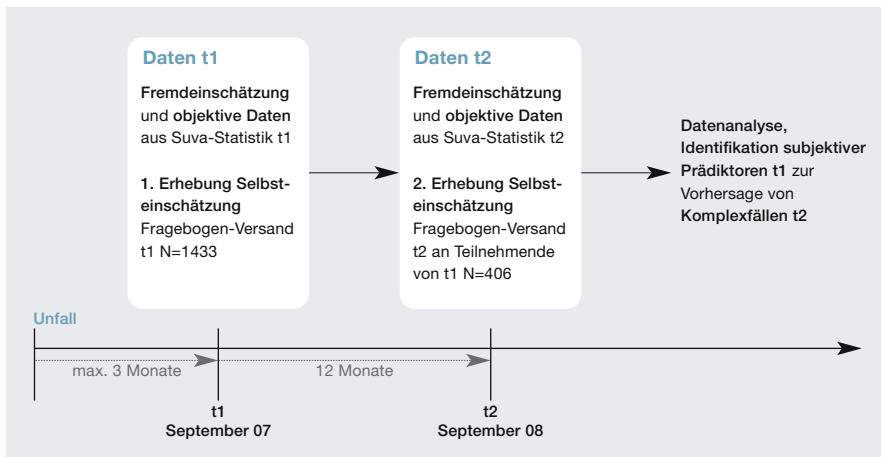 Daten t1
Fremdeinschätzung
und objektive Daten
aus Suva-Statistik t1
1. Erhebung Selbst-
einschätzung
Fragebogen-Versand
t1 N=1433
Daten t2
Fremdeinschätzung
und objektive Daten
aus Suva-Statistik t2
2. Erhebung Selbst-
einschätzung
Fragebogen-Versand
t2 an Teilnehmende
von t1 N=406
Datenanalyse,
Identifikation subjektiver
Prädiktoren t1 zur
Vorhersage von
Komplexfällen t2
Unfall
max. 3 Monate
12 Monate
t1
September 07
t2
September 08